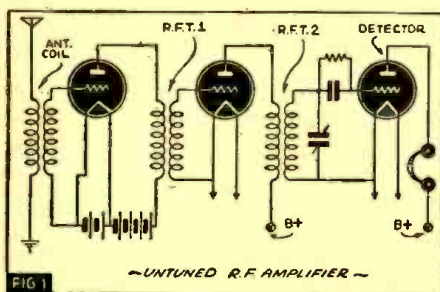 ANT.
COIL
R.F.T. 1
R.F.T. 2
DETECTOR
B+
B+
FIG 1
~UNTUNED R.F. AMPLIFIER~